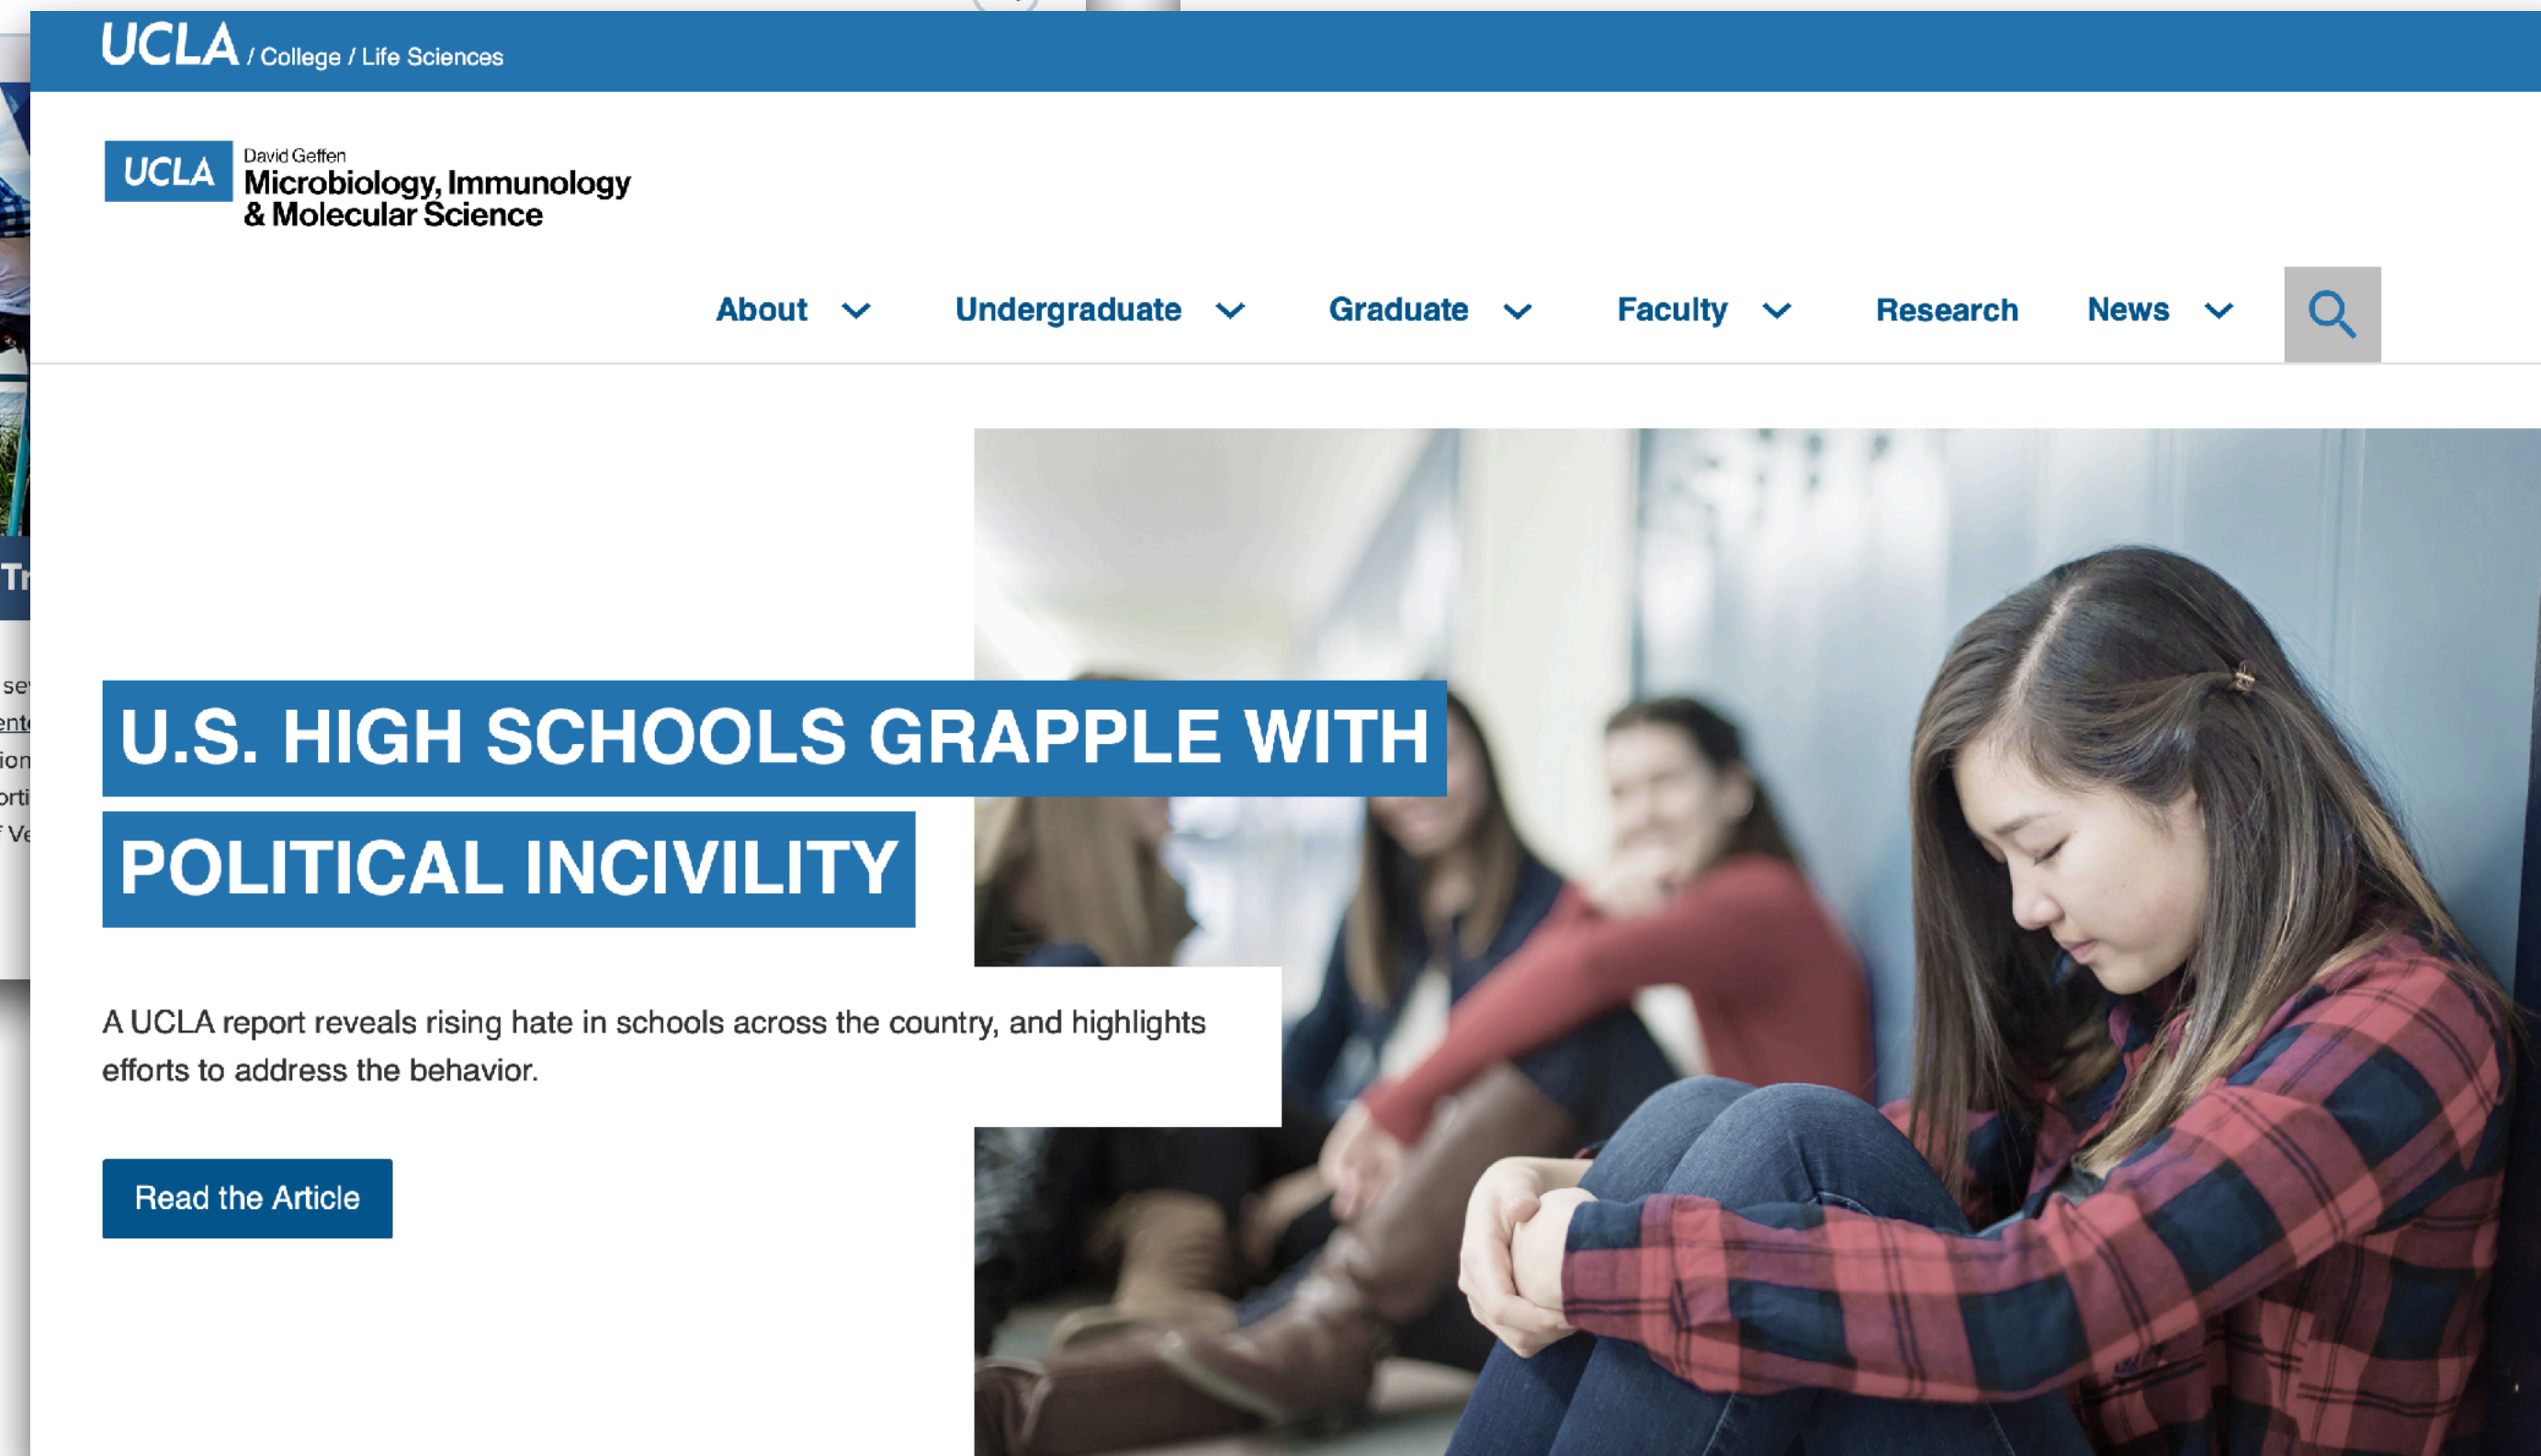 UCLA / College / Life Sciences
UCLA David Geffen
Microbiology, Immunology
& Molecular Science
About Undergraduate Graduate Faculty Research News
U.S. HIGH SCHOOLS GRAPPLE WITH
POLITICAL INCIVILITY
A UCLA report reveals rising hate in schools across the country, and highlights
efforts to address the behavior.
Read the Article